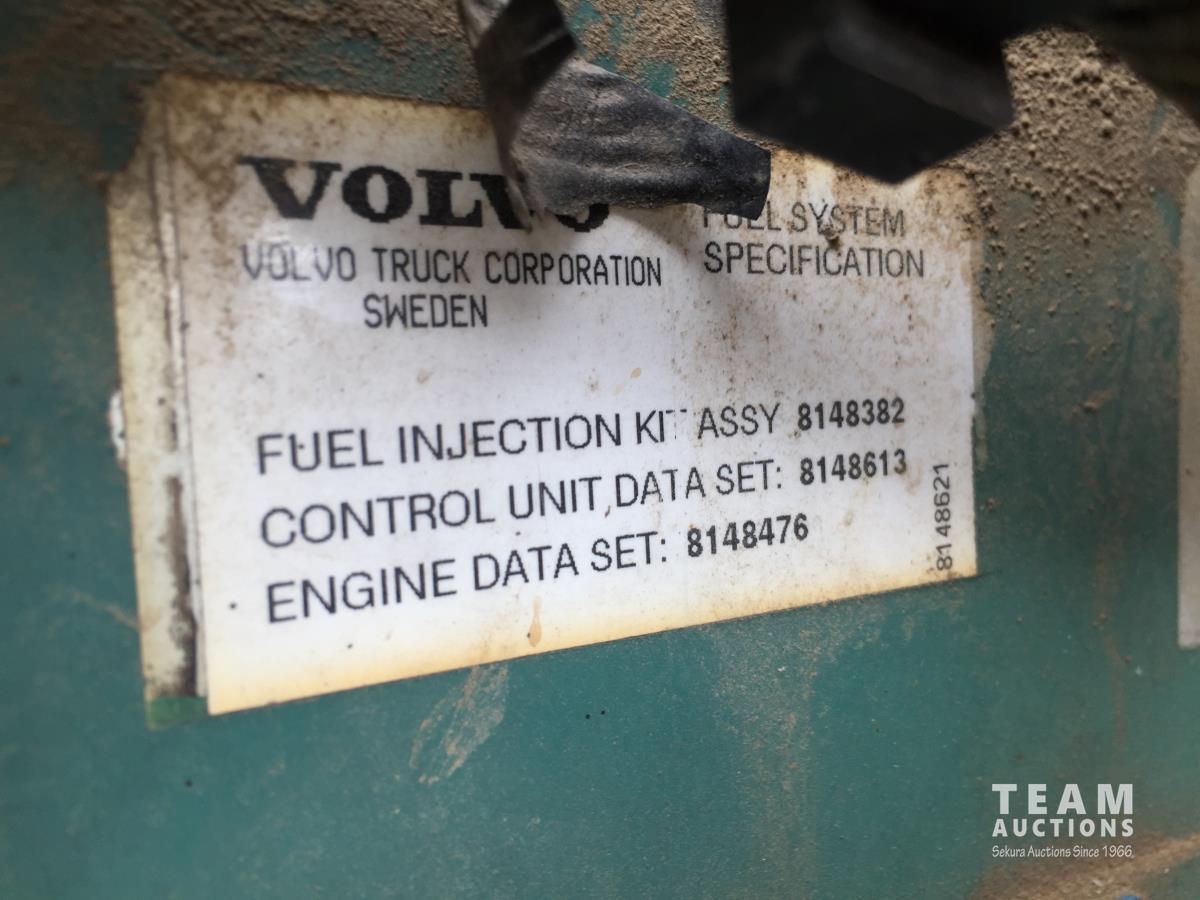 VOLVO
VOLVO TRUCK CORPORATION
SWEDEN
FUEL SYSTEM
SPECIFICATION
FUEL INJECTION KIT ASSY 8148382
CONTROL UNIT, DATA SET: 8148613
ENGINE DATA SET: 8148476
8148621
TEAM
AUCTIONS
Sekura Auctions Since 1966